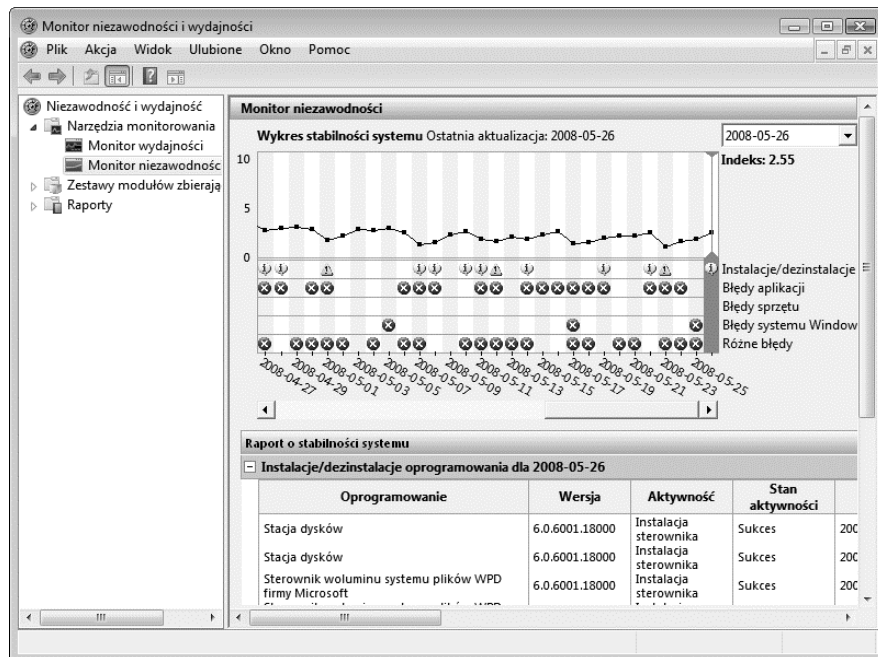 Monitor niezawodności i wydajności
Plik Akcja Widok Ulubione Okno Pomoc
Niezawodność i wydajność
Narzędzia monitorowania
Monitor wydajności
Monitor niezawodnośc
Zestawy modułów zbierają
Raporty
Monitor niezawodności
Wykres stabilności systemu Ostatnia aktualizacja: 2008-05-26
2008-05-26
Indeks: 2.55
10
5
0
Instalacje/dezinstalacje
Błędy aplikacji
Błędy sprzętu
Błędy systemu Window
Różne błędy
2008-04-27
2008-04-29
2008-05-01
2008-05-03
2008-05-05
2008-05-07
2008-05-09
2008-05-11
2008-05-13
2008-05-15
2008-05-17
2008-05-19
2008-05-21
2008-05-23
2008-05-25
Raport o stabilności systemu
Instalacje/dezinstalacje oprogramowania dla 2008-05-26
Oprogramowanie Wersja Aktywność Stan aktywności
Stacja dysków 6.0.6001.18000 Instalacja sterownika Sukces 200
Stacja dysków 6.0.6001.18000 Instalacja sterownika Sukces 200
Sterownik woluminu systemu plików WPD firmy Microsoft 6.0.6001.18000 Instalacja sterownika Sukces 200